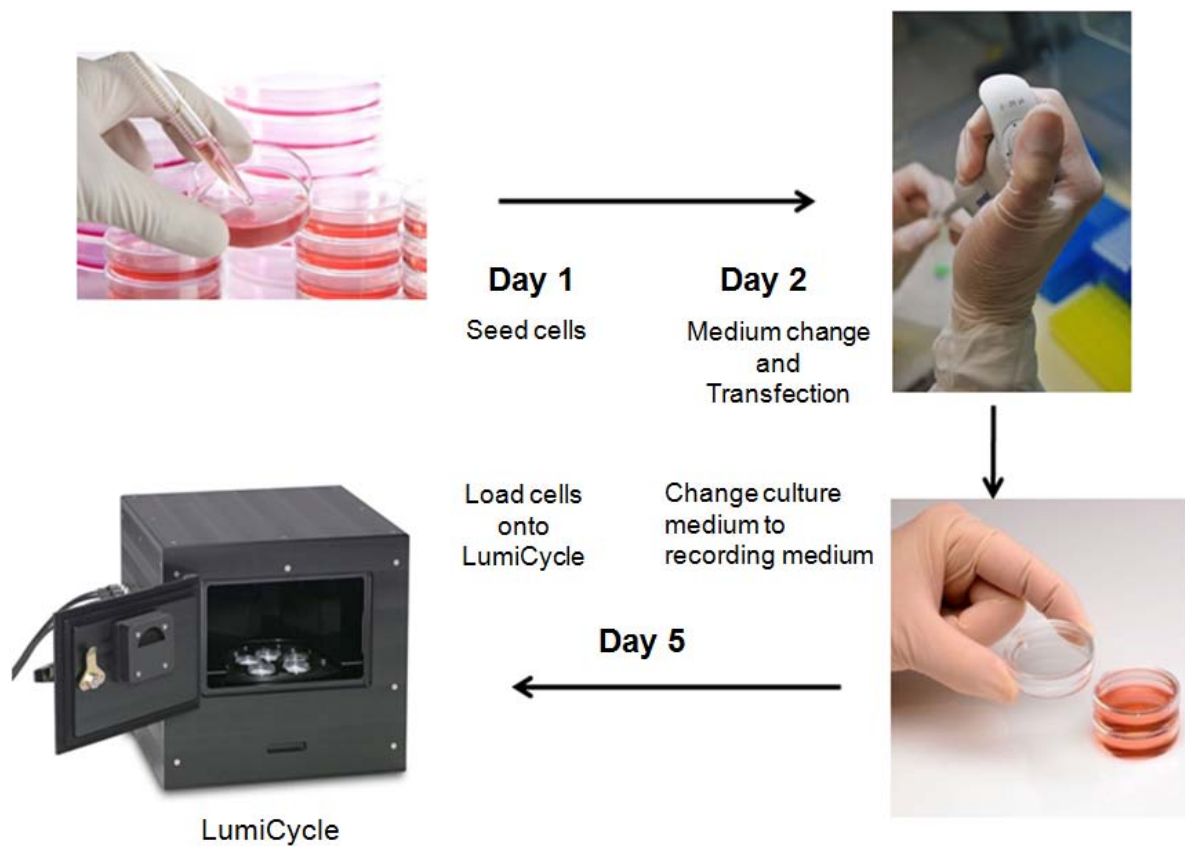 Day 1
Seed cells
Day 2
Medium change
and
Transfection
Change culture
medium to
recording medium
Day 5
Load cells
onto
LumiCycle
LumiCycle